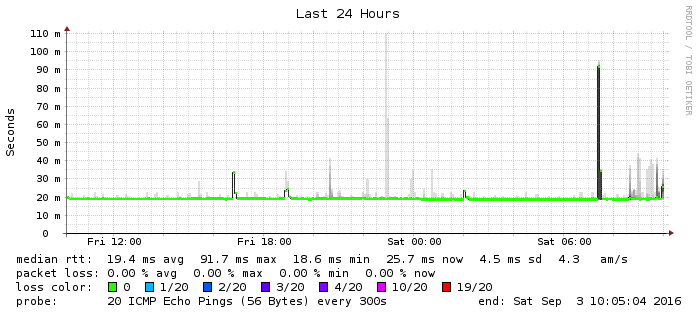 Last 24 Hours
RRDTOOL / TOBI OETIKER
Seconds
110 m
100 m
90 m
80 m
70 m
60 m
50 m
40 m
30 m
20 m
10 m
0
Fri 12:00 Fri 18:00 Sat 00:00 Sat 06:00
median rtt: 19.4 ms avg 91.7 ms max 18.6 ms min 25.7 ms now 4.5 ms sd 4.3 am/s
packet loss: 0.00 % avg 0.00 % max 0.00 % min 0.00 % now
loss color: 0 1/20 2/20 3/20 4/20 10/20 19/20
probe: 20 ICMP Echo Pings (56 Bytes) every 300s end: Sat Sep 3 10:05:04 2016